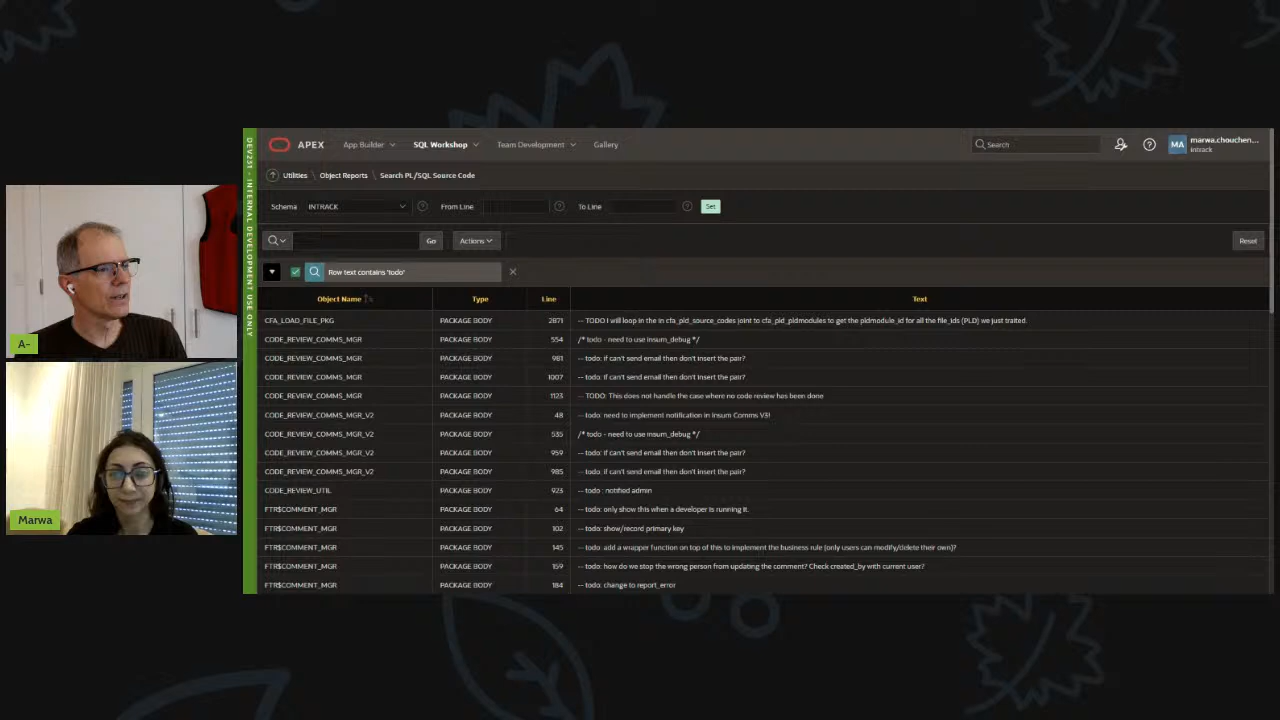 APEX App Builder SQL Workshop Team Development Gallery Search MA marwa.chouchen...
intrack
Utilities \ Object Reports \ Search PL/SQL Source Code
Schema INTRACK From Line To Line Set
Go Actions Reset
Row text contains 'todo'
Object Name Type Line Text
CFA_LOAD_FILE_PKG PACKAGE BODY 2871 -- TODO I will loop in the in cfa_pld_source_codes joint to cfa_pld_pldmodules to get the pldmodule_id for all the file_ids (PLD) we just traited.
CODE_REVIEW_COMMS_MGR PACKAGE BODY 554 /* todo - need to use insum_debug */
CODE_REVIEW_COMMS_MGR PACKAGE BODY 981 -- todo: if can't send email then don't insert the pair?
CODE_REVIEW_COMMS_MGR PACKAGE BODY 1007 -- todo: if can't send email then don't insert the pair?
CODE_REVIEW_COMMS_MGR PACKAGE BODY 1123 -- TODO: This does not handle the case where no code review has been done
CODE_REVIEW_COMMS_MGR_V2 PACKAGE BODY 48 -- todo: need to implement notification in Insum Comms V3!
CODE_REVIEW_COMMS_MGR_V2 PACKAGE BODY 535 /* todo - need to use insum_debug */
CODE_REVIEW_COMMS_MGR_V2 PACKAGE BODY 959 -- todo: if can't send email then don't insert the pair?
CODE_REVIEW_COMMS_MGR_V2 PACKAGE BODY 985 -- todo: if can't send email then don't insert the pair?
CODE_REVIEW_UTIL PACKAGE BODY 923 -- todo : notified admin
FTR$COMMENT_MGR PACKAGE BODY 64 -- todo: only show this when a developer is running it.
FTR$COMMENT_MGR PACKAGE BODY 102 -- todo: show/record primary key
FTR$COMMENT_MGR PACKAGE BODY 145 -- todo: add a wrapper function on top of this to implement the business rule (only users can modify/delete their own)?
FTR$COMMENT_MGR PACKAGE BODY 159 -- todo: how do we stop the wrong person from updating the comment? Check created_by with current user?
FTR$COMMENT_MGR PACKAGE BODY 184 -- todo: change to report_error
DEV231 - INTERNAL DEVELOPMENT USE ONLY
A-
Marwa